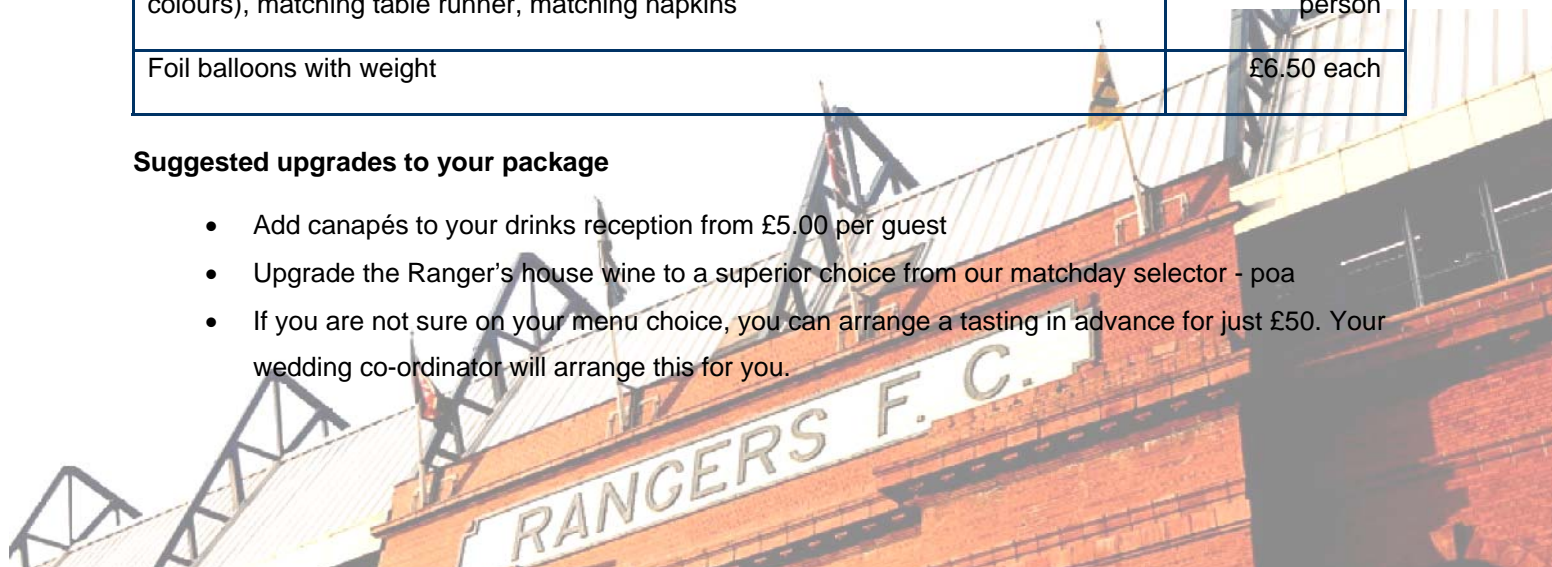 colours), matching table runner, matching napkins person
Foil balloons with weight £6.50 each
Suggested upgrades to your package
• Add canapés to your drinks reception from £5.00 per guest
• Upgrade the Ranger’s house wine to a superior choice from our matchday selector - poa
• If you are not sure on your menu choice, you can arrange a tasting in advance for just £50. Your
wedding co-ordinator will arrange this for you.
RANGERS F. C.